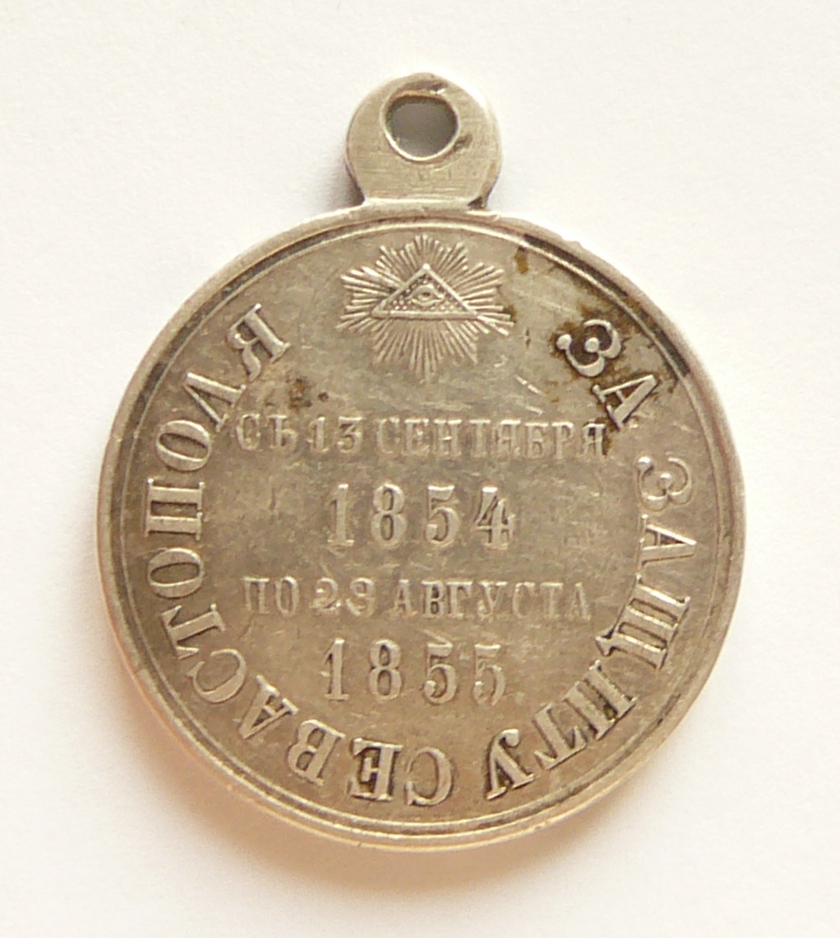 ЗА ЗАЩИТУ СЕВАСТОПОЛЯ
СЪ 13 СЕНТЯБРЯ
1854
ПО 28 АВГУСТА
1855